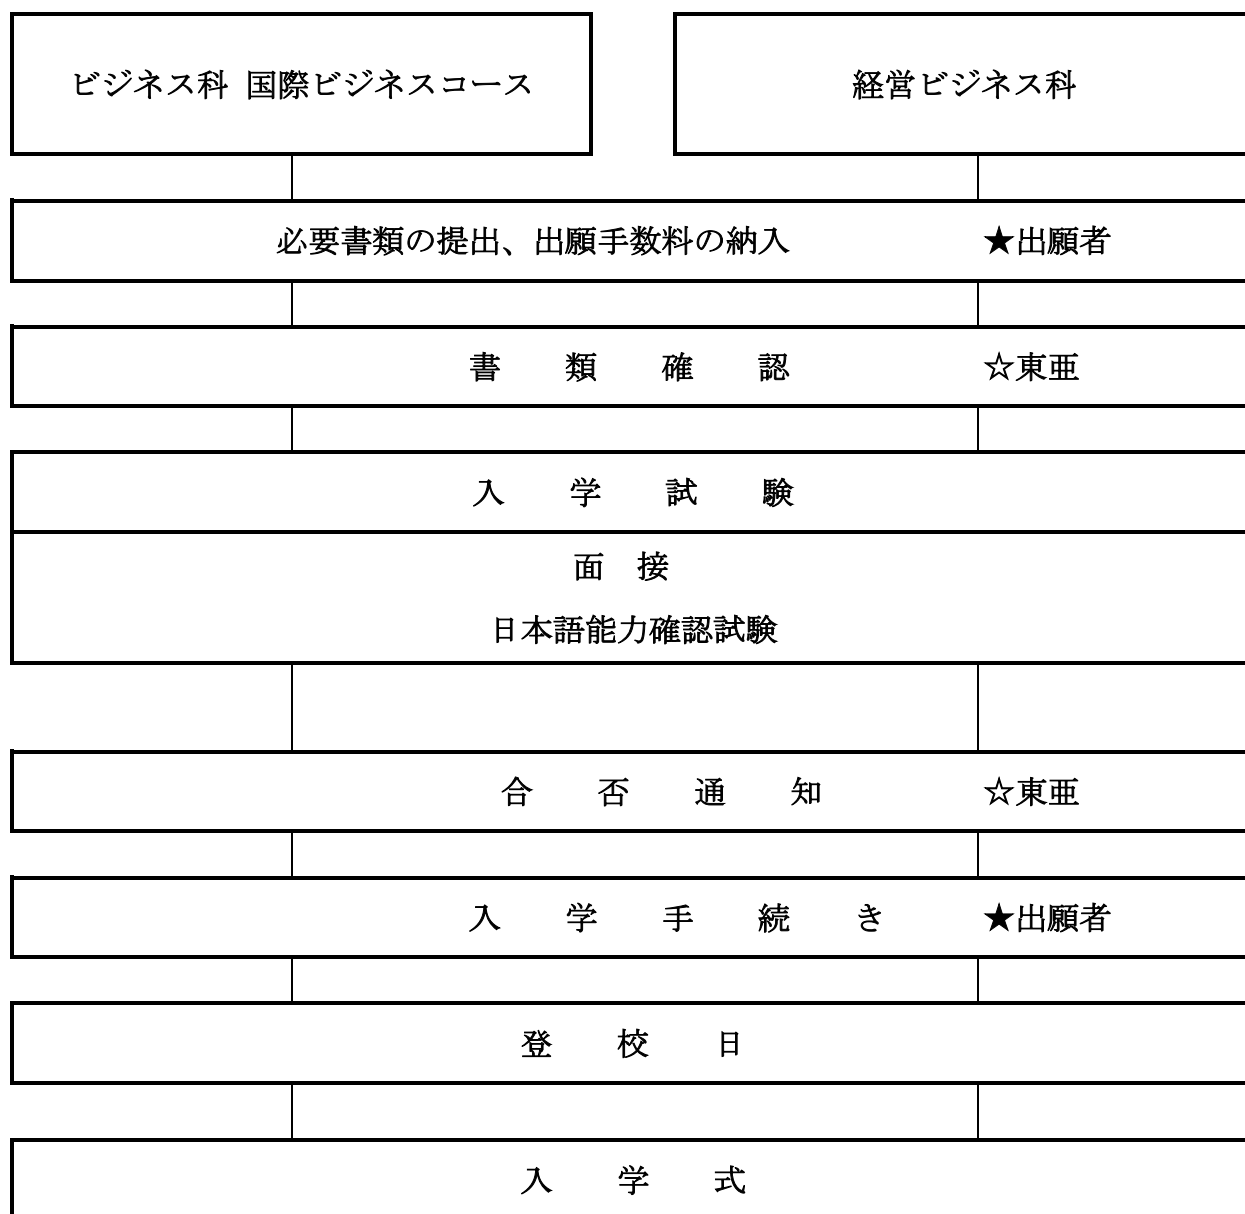 ビジネス科 国際ビジネスコース
経営ビジネス科
必要書類の提出、出願手数料の納入 ★出願者
書 類 確 認 ☆東亜
入 学 試 験
面 接
日本語能力確認試験
合 否 通 知 ☆東亜
入 学 手 続 き ★出願者
登 校 日
入 学 式